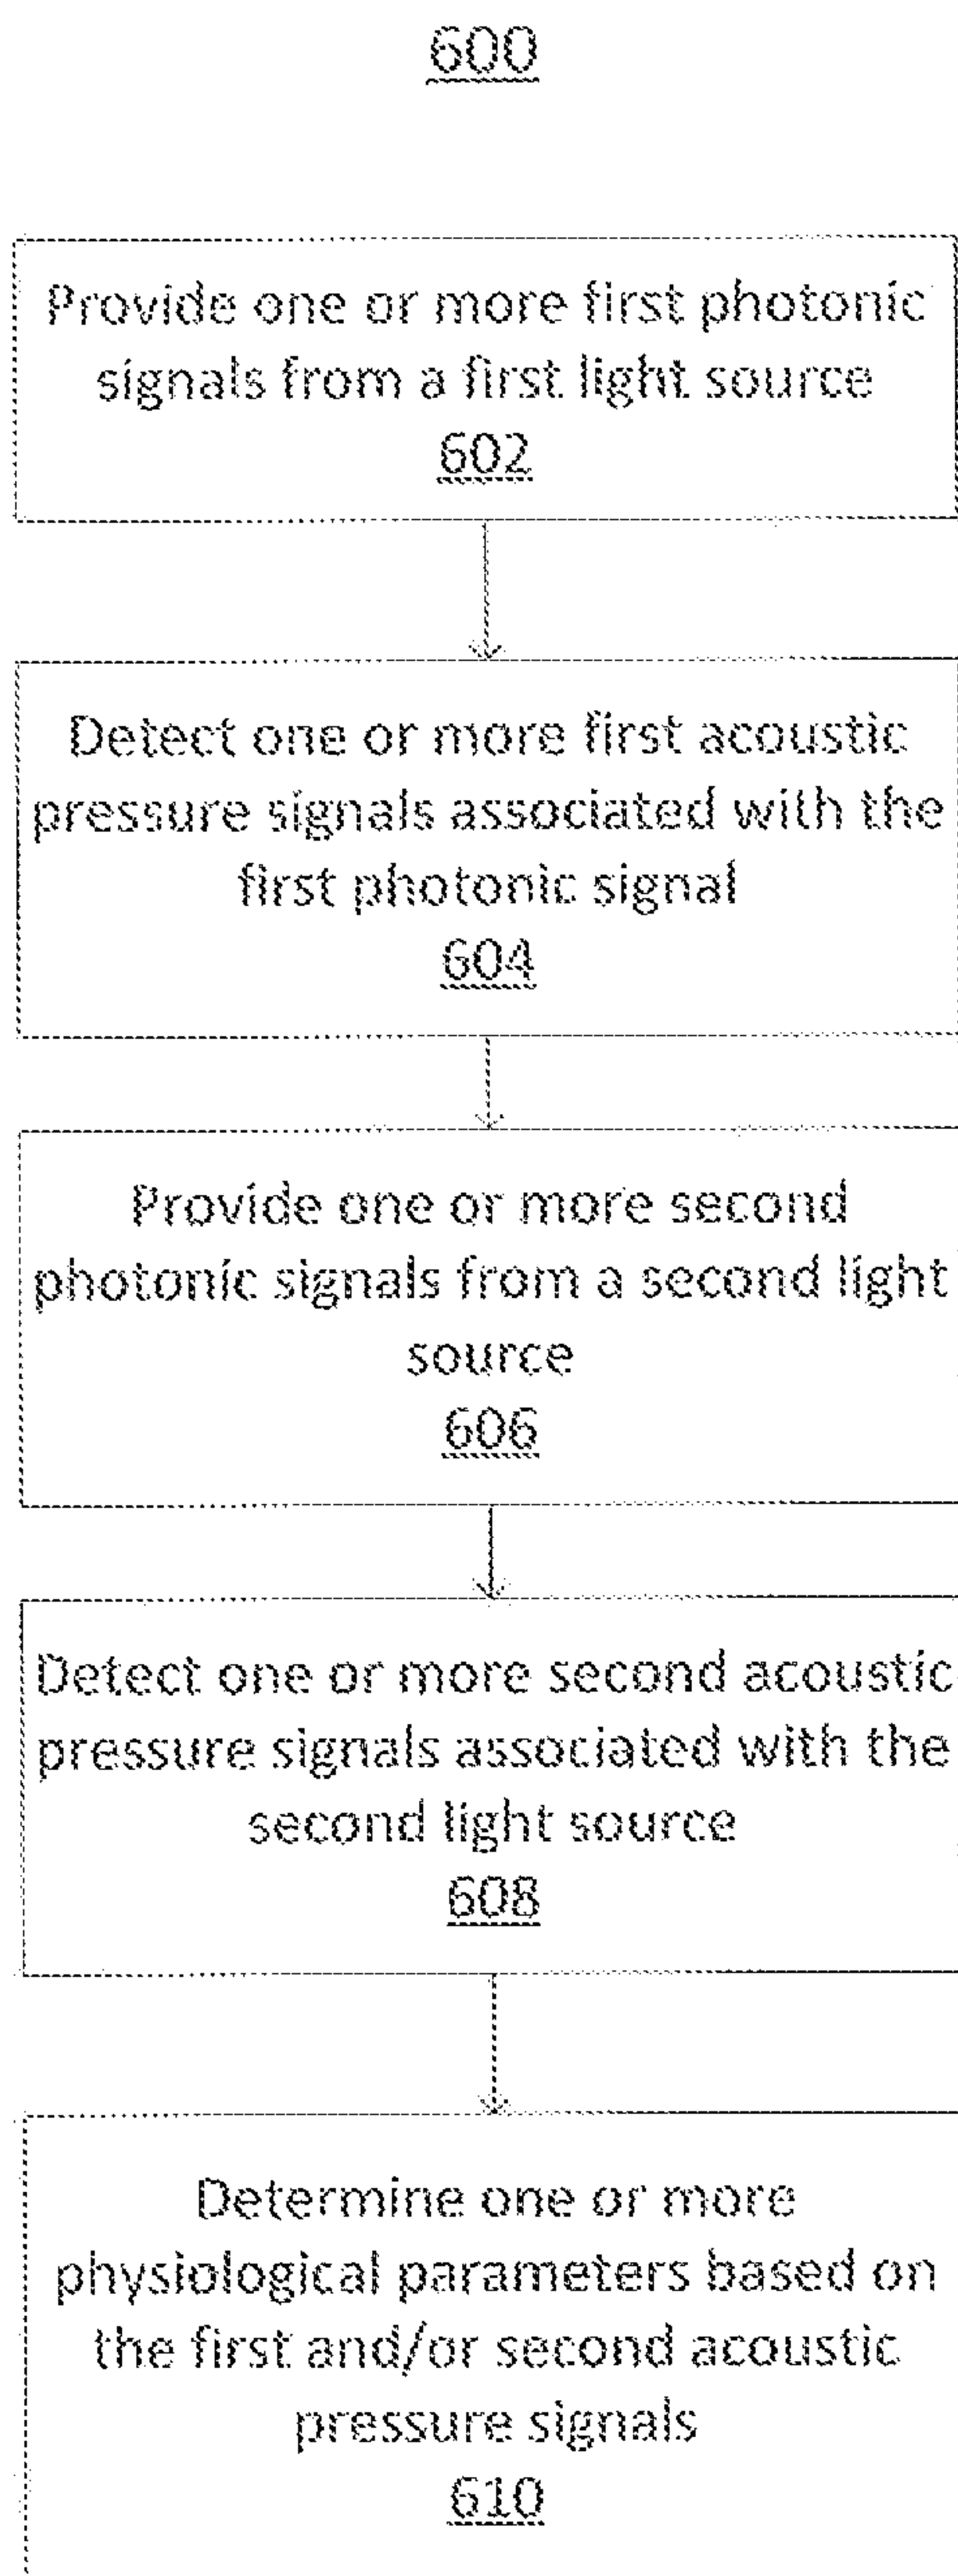 600
Provide one or more first photonic
signals from a first light source
602
Detect one or more first acoustic
pressure signals associated with the
first photonic signal
604
Provide one or more second
photonic signals from a second light
source
606
Detect one or more second acoustic
pressure signals associated with the
second light source
608
Determine one or more
physiological parameters based on
the first and/or second acoustic
pressure signals
610